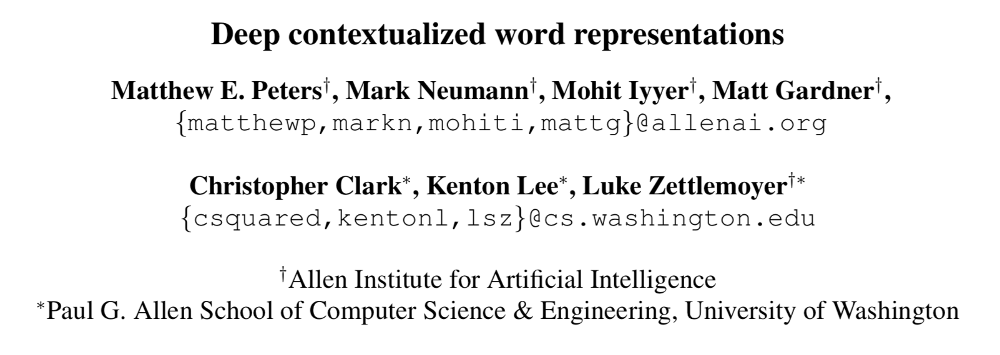 Deep contextualized word representations
Matthew E. Peters†, Mark Neumann†, Mohit Iyyer†, Matt Gardner†,
{matthewp,markn,mohiti,mattg}@allenai.org
Christopher Clark*, Kenton Lee*, Luke Zettlemoyer†*
{csquared,kentonl,lsz}@cs.washington.edu
†Allen Institute for Artificial Intelligence
*Paul G. Allen School of Computer Science & Engineering, University of Washington